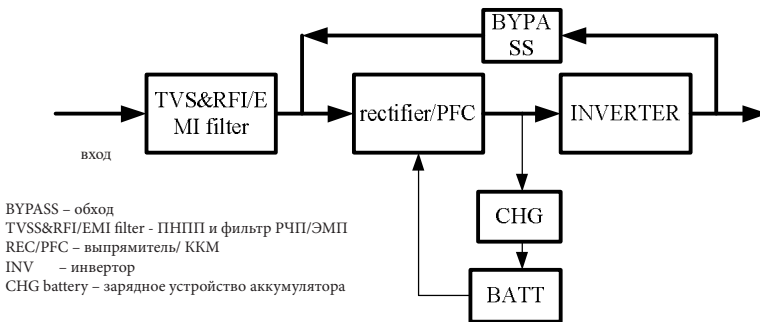 BYPA
SS
TVS&RFI/E
MI filter
rectifier/PFC
INVERTER
вход
CHG
BATT
BYPASS – обход
TVSS&RFI/EMI filter - ПНПП и фильтр РЧП/ЭМП
REC/PFC – выпрямитель/ ККМ
INV – инвертор
CHG battery – зарядное устройство аккумулятора